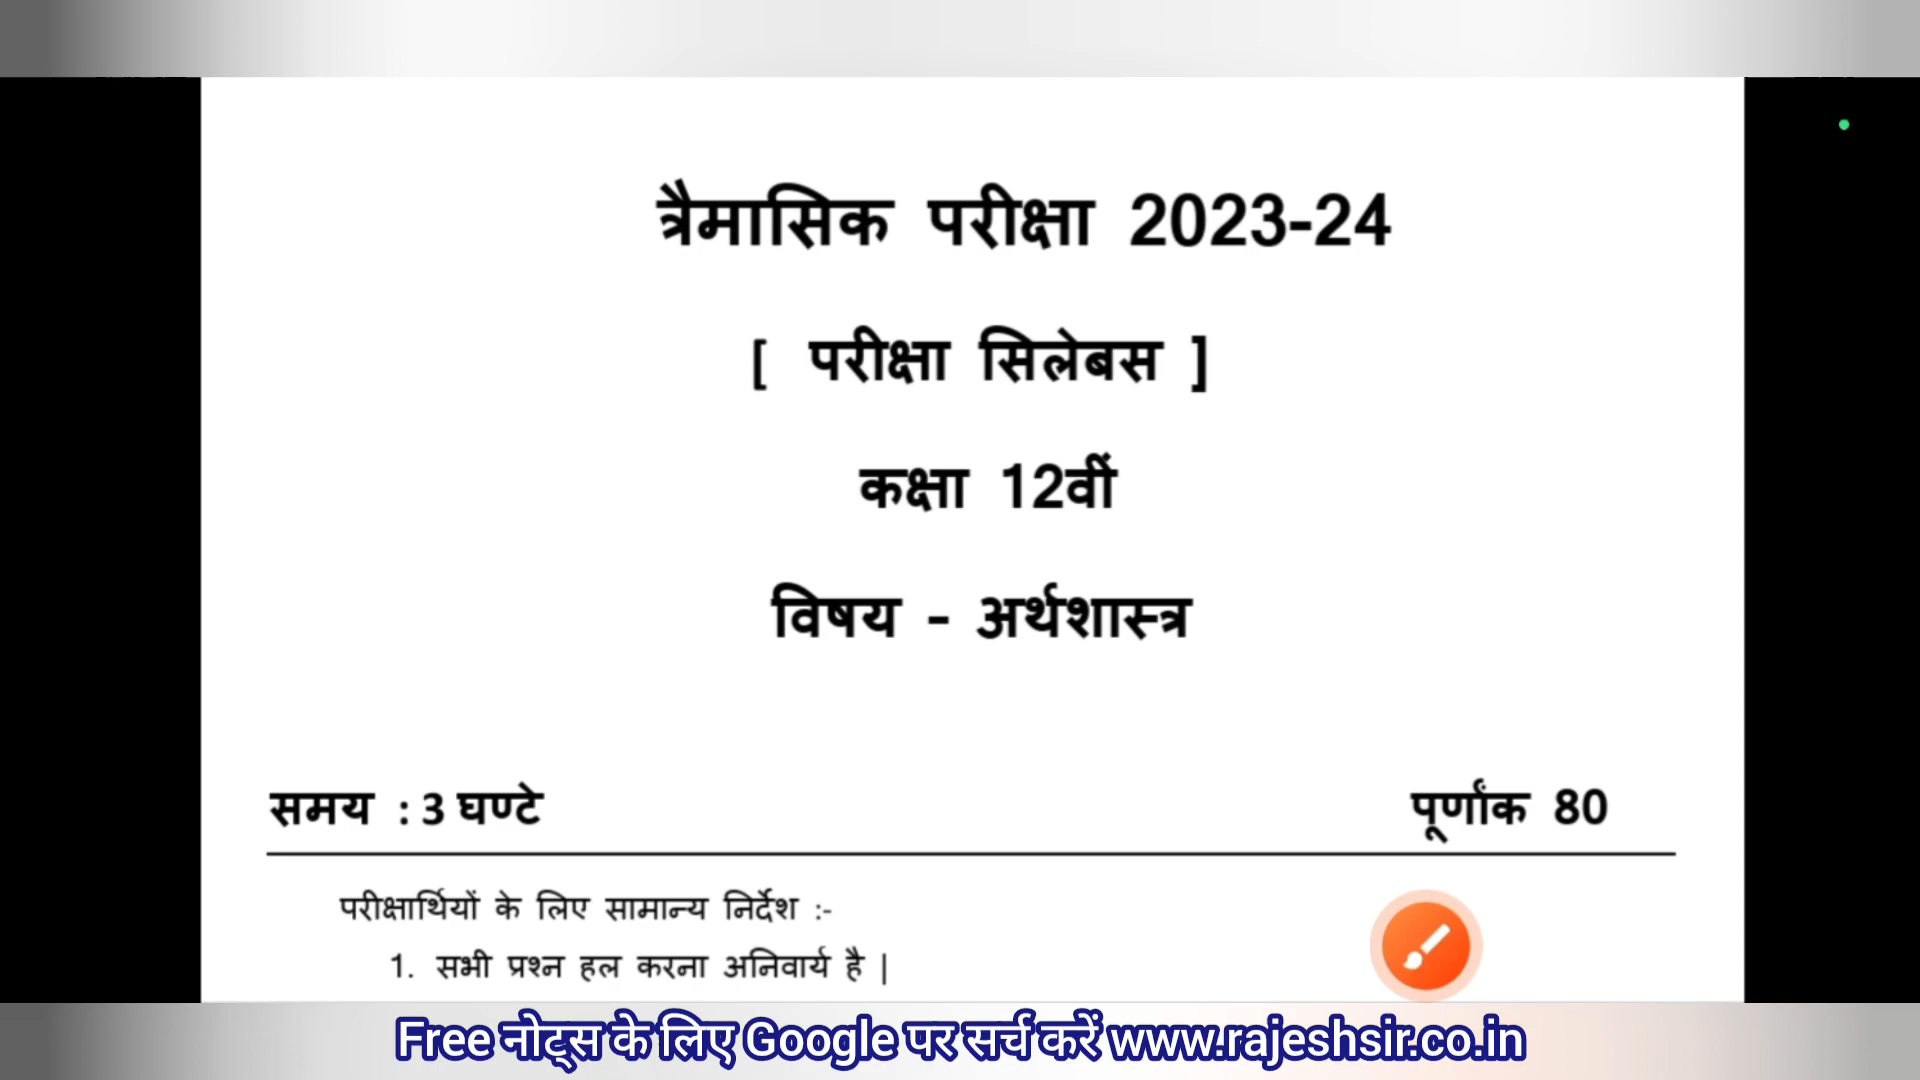 त्रैमासिक परीक्षा 2023-24
[ परीक्षा सिलेबस ]
कक्षा 12वीं
विषय - अर्थशास्त्र
समय : 3 घण्टे पूर्णांक 80
परीक्षार्थियों के लिए सामान्य निर्देश :-
1. सभी प्रश्न हल करना अनिवार्य है |
Free नोट्स के लिए Google पर सर्च करें www.rajeshsir.co.in